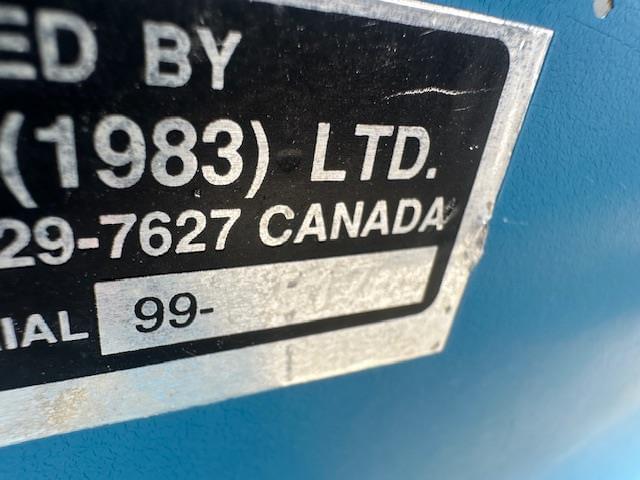 ED BY
(1983) LTD.
29-7627 CANADA
IAL 99-